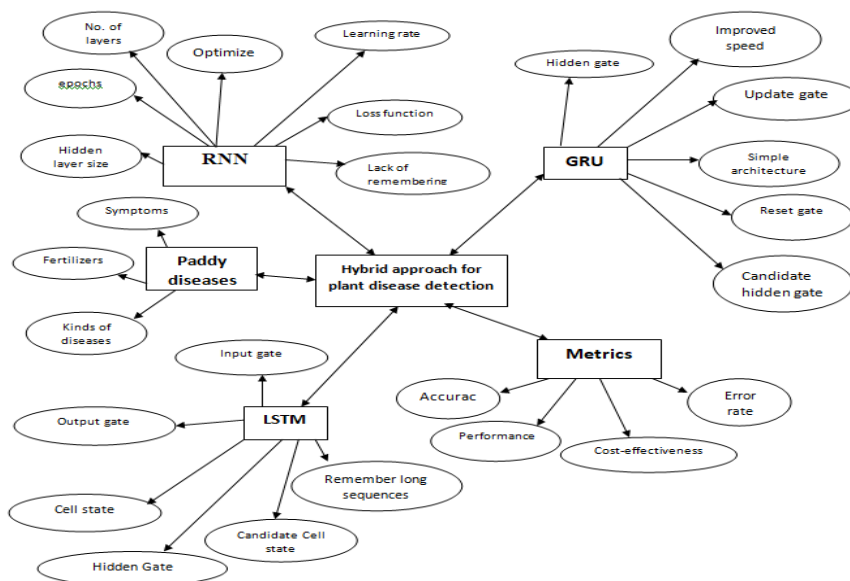 No. of
layers
Optimize
Learning rate
epochs
Loss function
Hidden
layer size
RNN
Lack of
remembering
Hidden gate
Improved
speed
Update gate
GRU
Simple
architecture
Reset gate
Candidate
hidden gate
Symptoms
Paddy
diseases
Fertilizers
Kinds of
diseases
Hybrid approach for
plant disease detection
Input gate
Output gate
LSTM
Remember long
sequences
Cell state
Candidate Cell
state
Hidden Gate
Metrics
Accurac
Error
rate
Performance
Cost-effectiveness